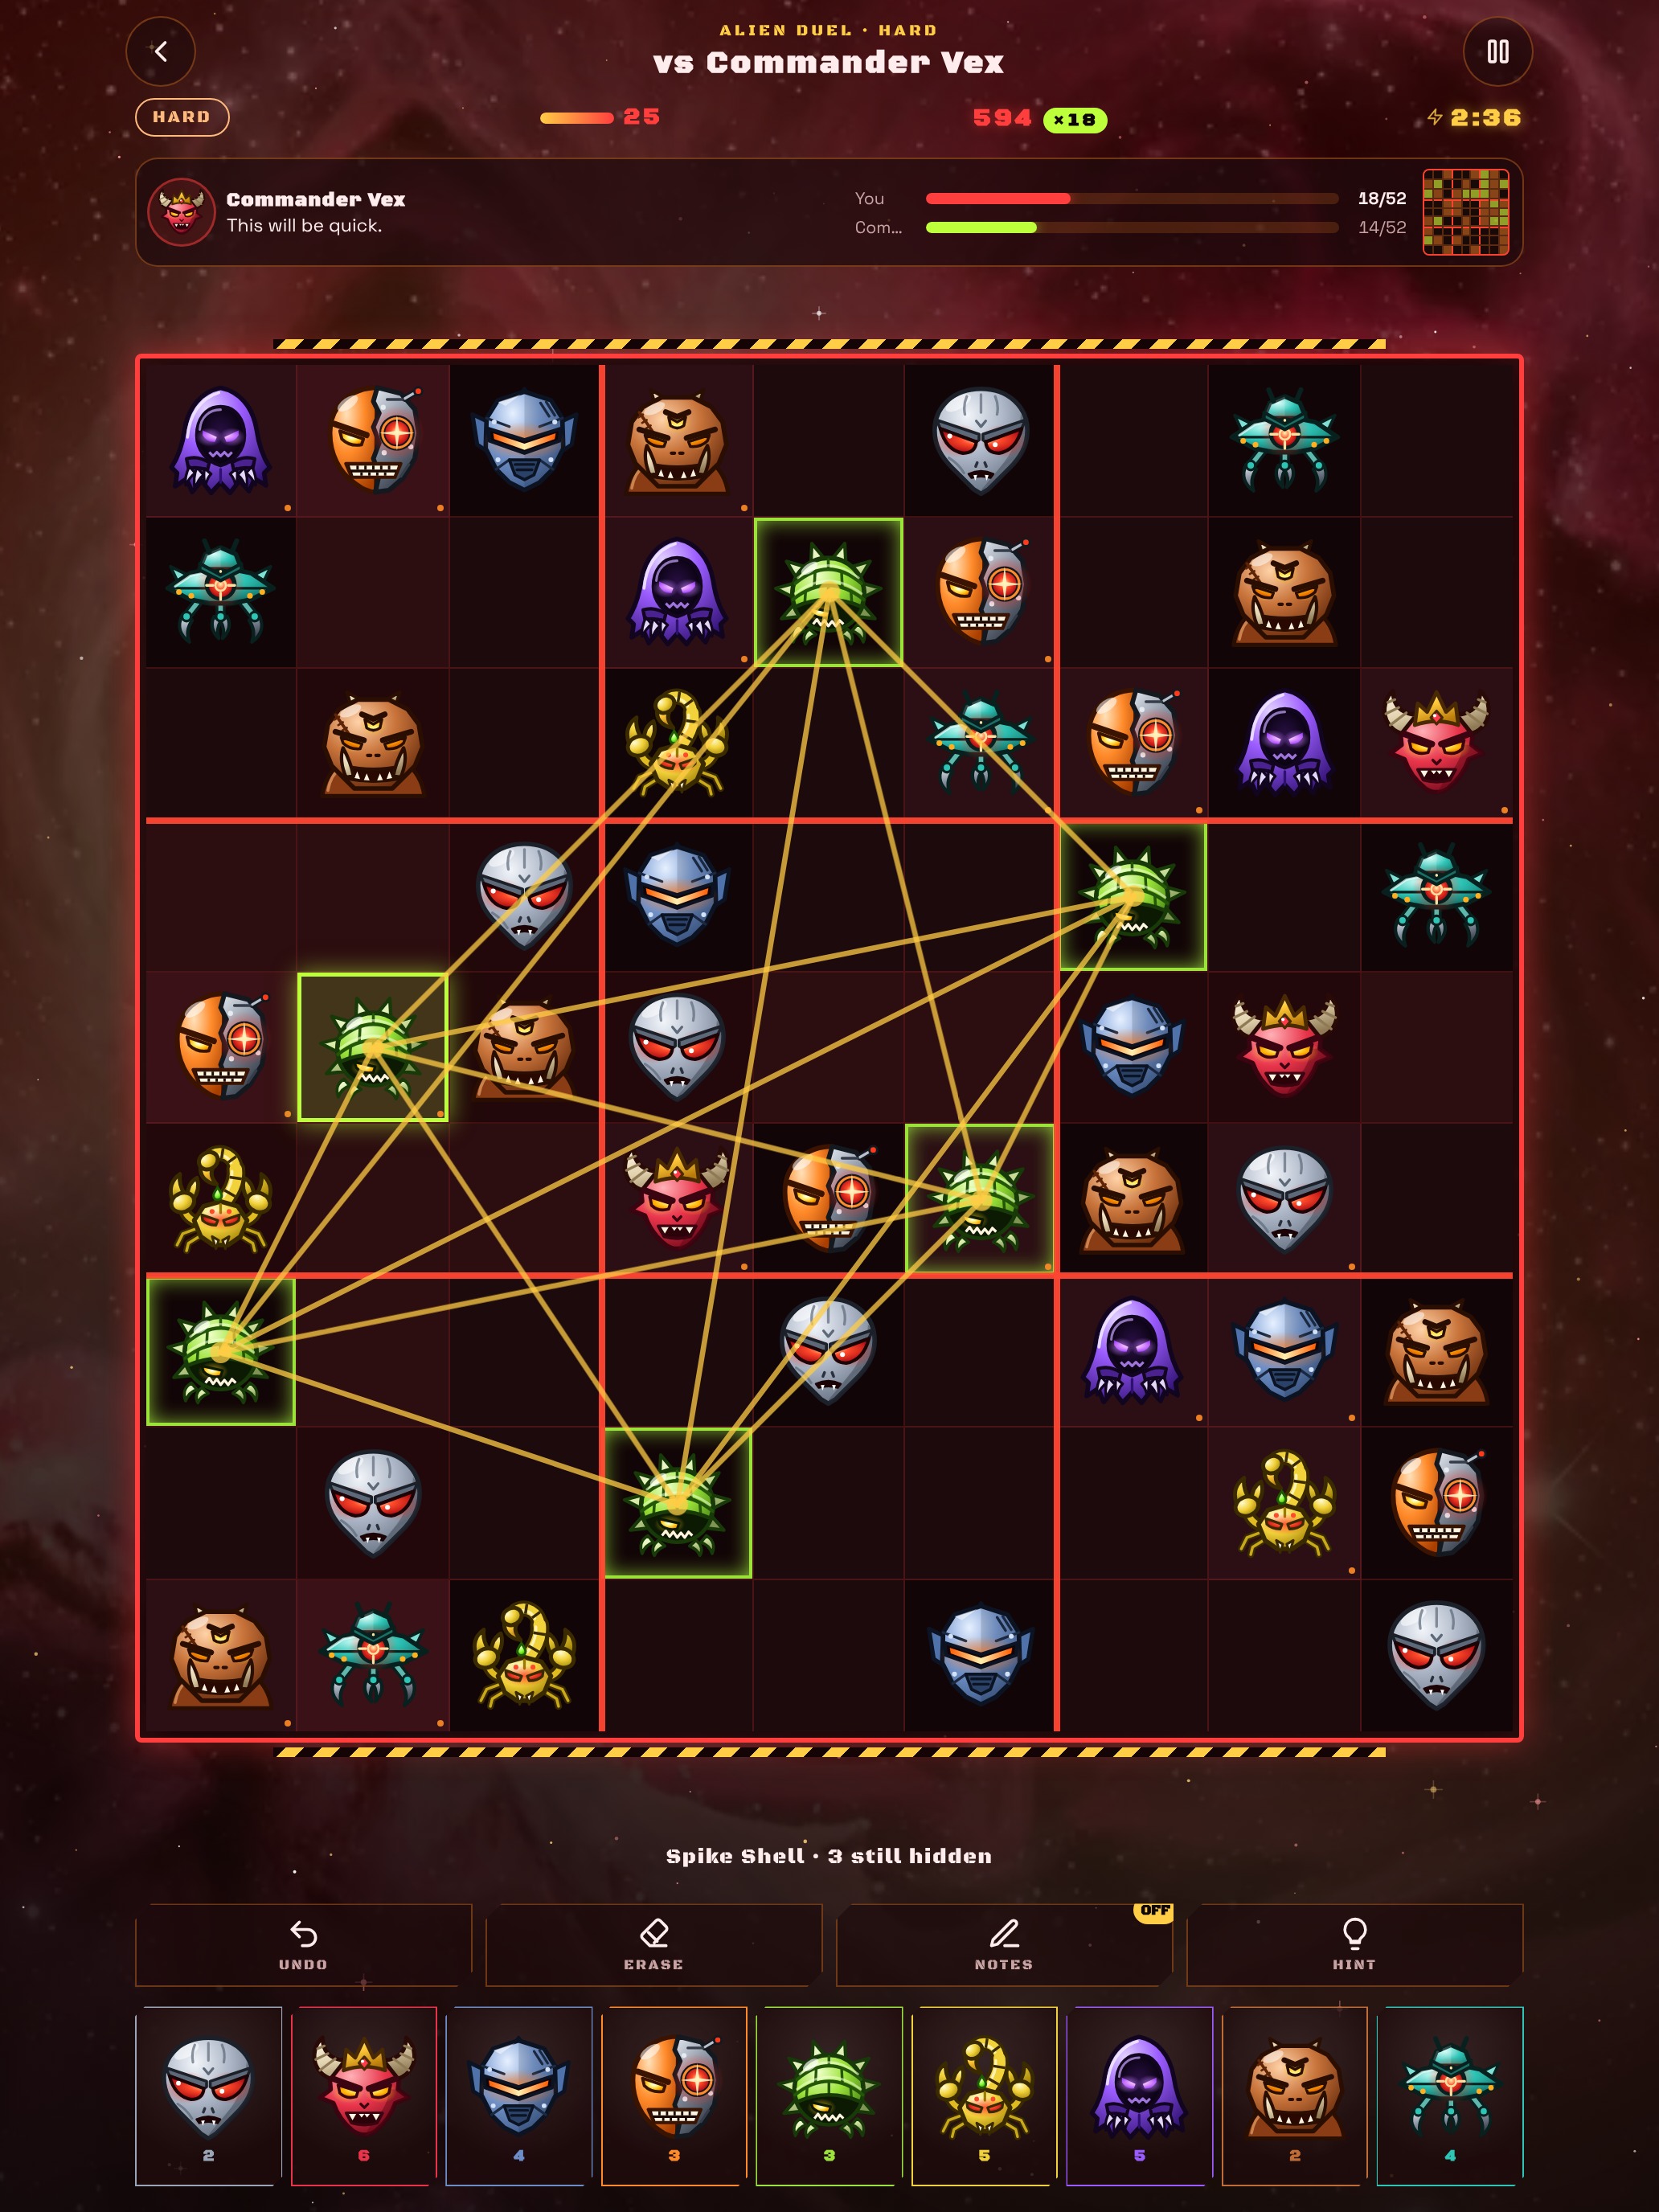 ALIEN DUEL · HARD
vs Commander Vex
HARD
25
594 ×18
2:36
Commander Vex
This will be quick.
You 18/52
Com... 14/52
Spike Shell · 3 still hidden
UNDO
ERASE
OFF
NOTES
HINT
2
6
4
3
3
5
5
2
4